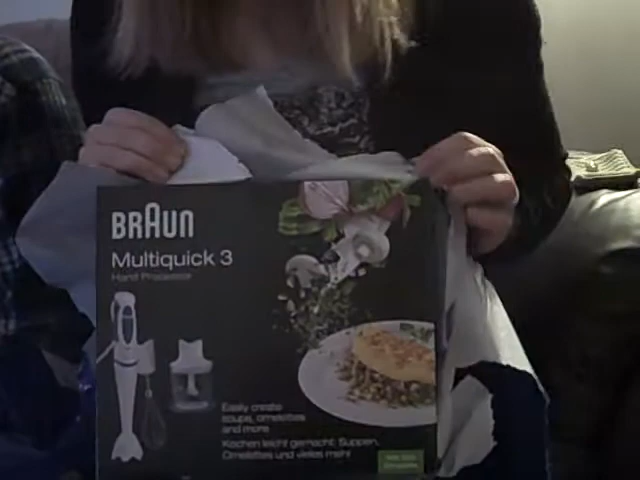 BRAUN
Multiquick 3
Hand Processor
Easily create
soups, omelettes
and more
Kochen leicht gemacht: Suppen,
Omelettes und vieles mehr